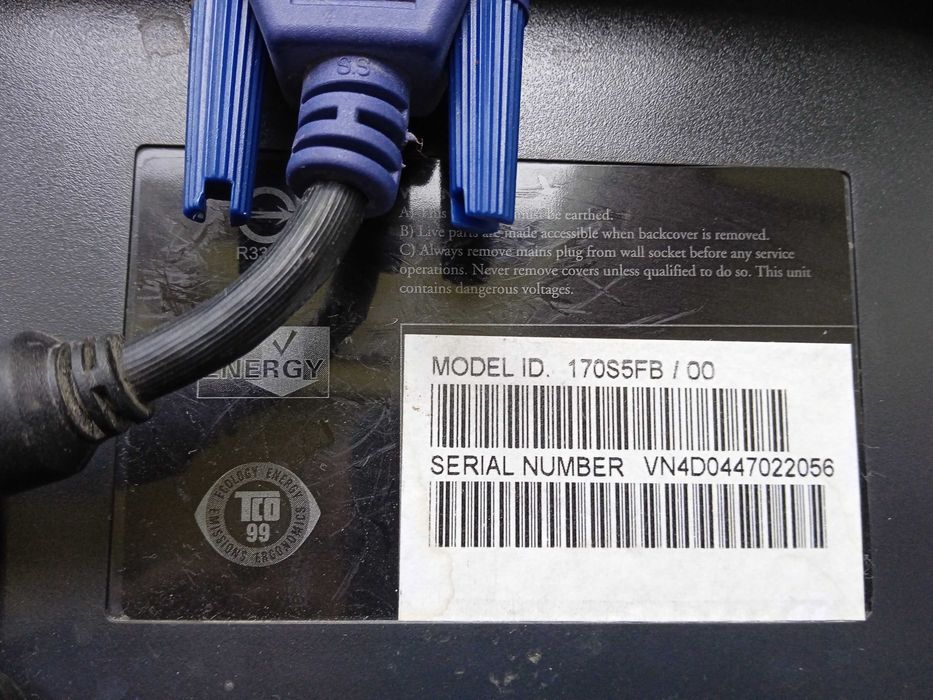 S.S
R33
A) This must be earthed.
B) Live parts are made accessible when backcover is removed.
C) Always remove mains plug from wall socket before any service
operations. Never remove covers unless qualified to do so. This unit
contains dangerous voltages.
ENERGY
MODEL ID. 170S5FB / 00
SERIAL NUMBER VN4D0447022056
ECOLOGY ENERGY
TCO
99
EMISSIONS ERGONOMICS